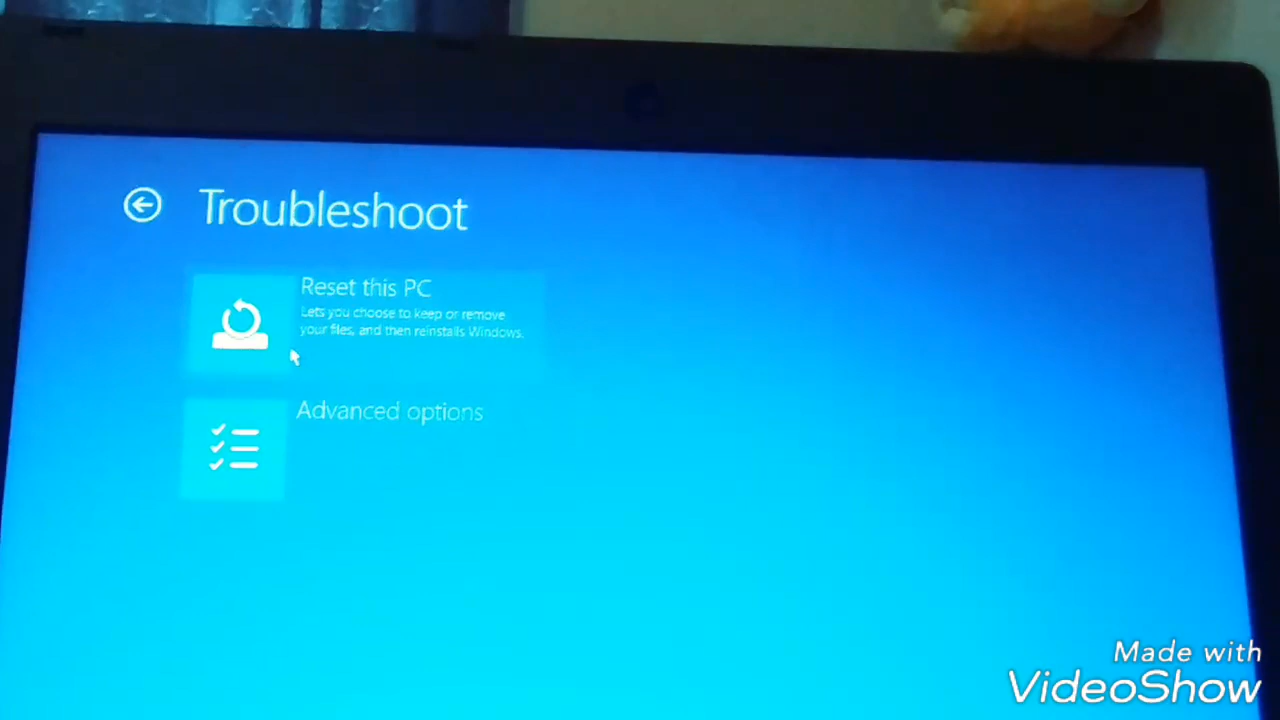 Troubleshoot
Reset this PC
Lets you choose to keep or remove
your files, and then reinstalls Windows.
Advanced options
Made with
VideoShow